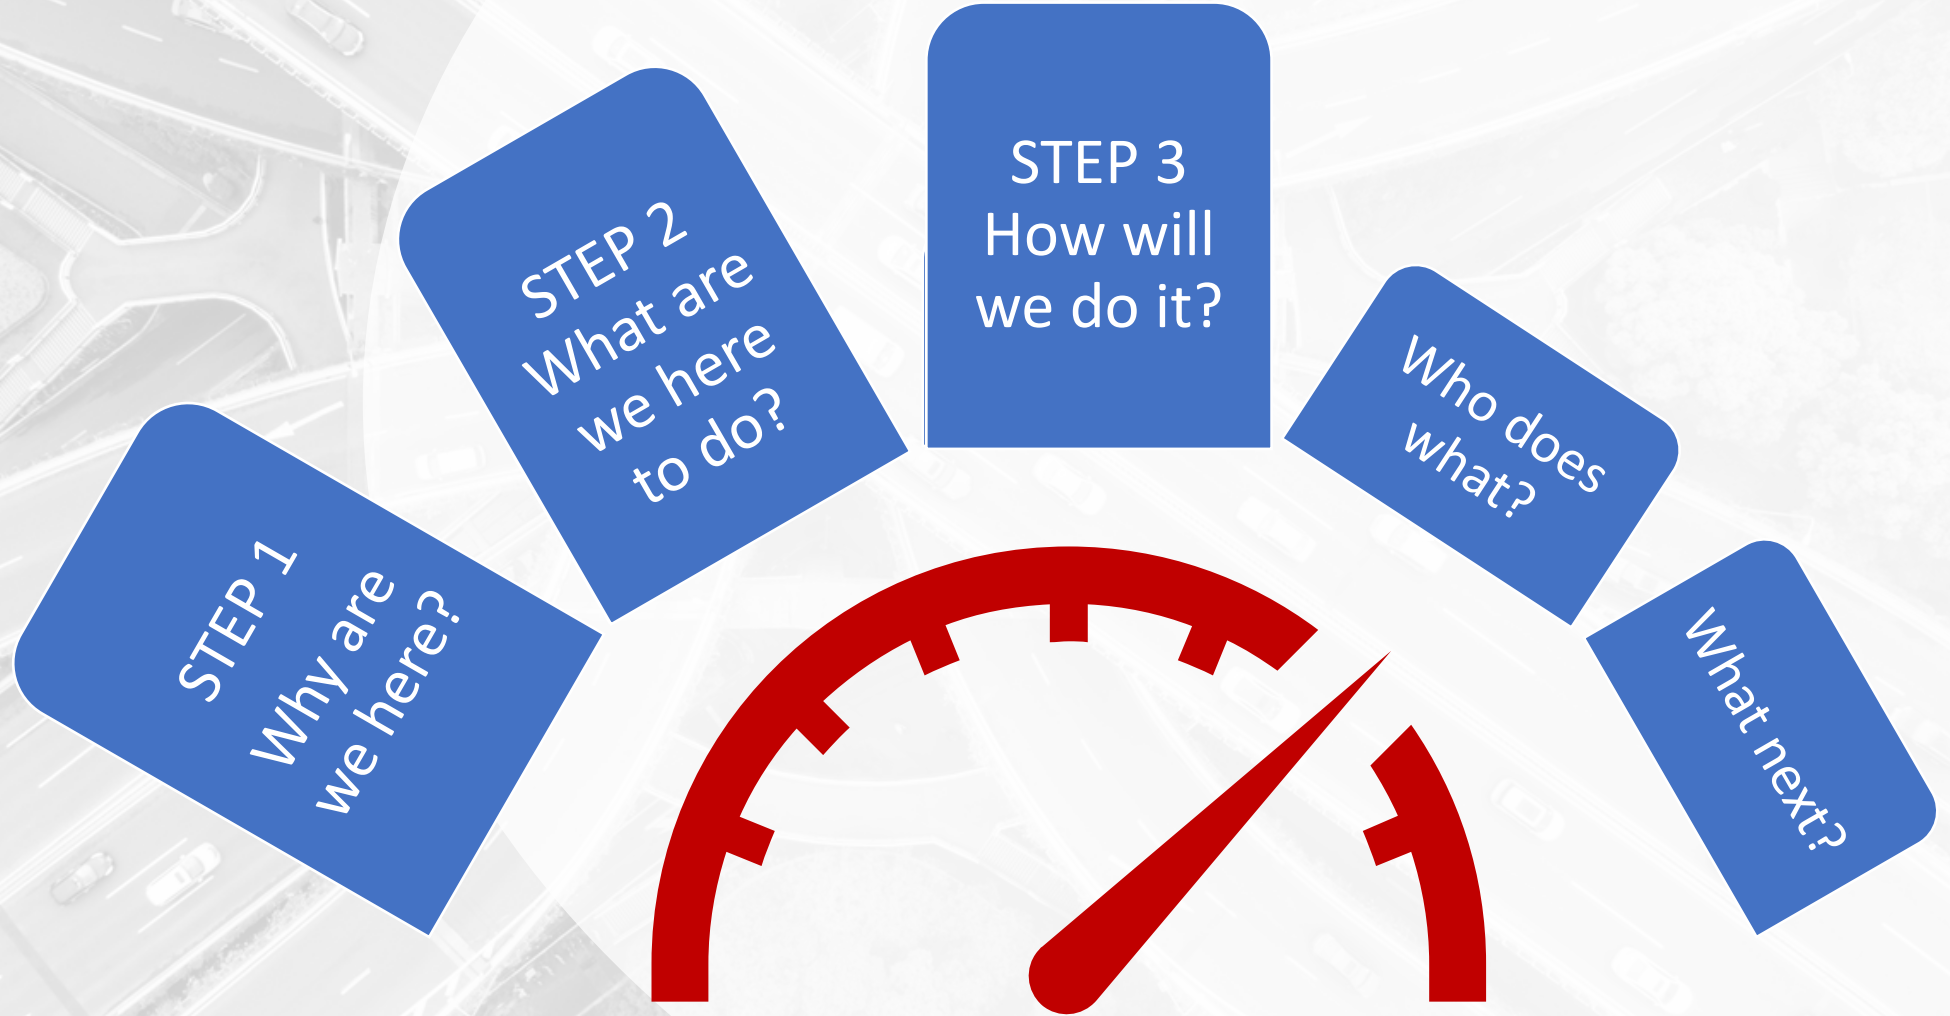 STEP 1
Why are
we here?
STEP 2
What are
we here
to do?
STEP 3
How will
we do it?
Who does
what?
What next?